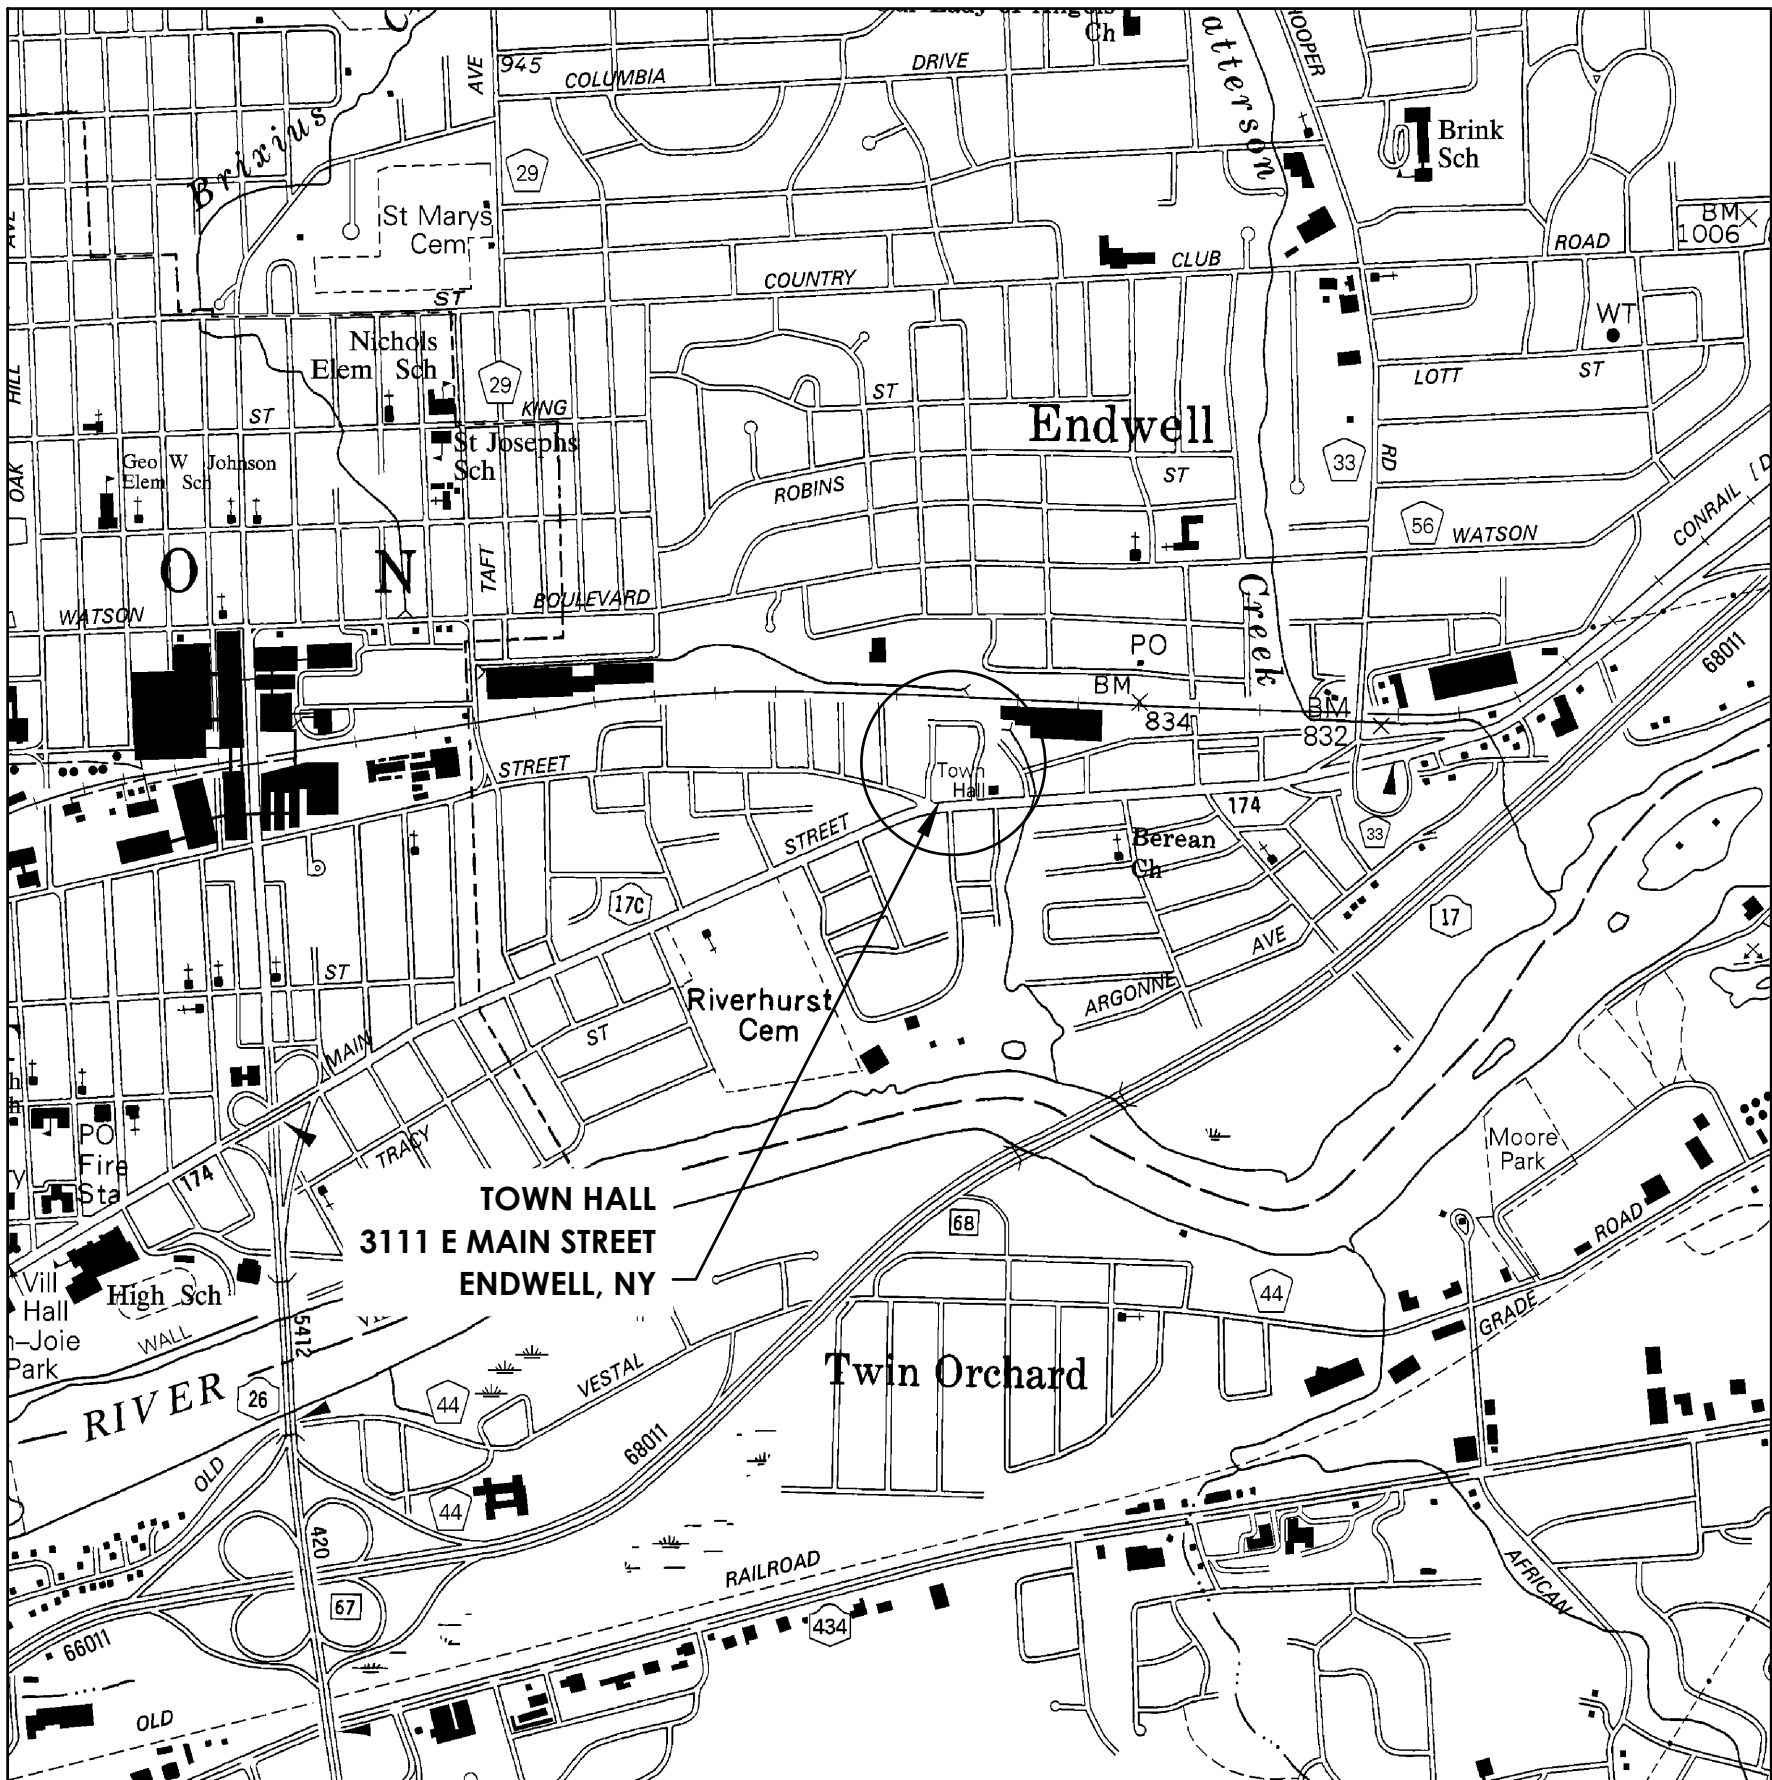 Ch
945
AVE
COLUMBIA
DRIVE
HOOPER
atterson
Brink
Sch
Brixius
29
St Marys
Cem
BM
1006
ROAD
AVE
CLUB
COUNTRY
ST
WT
Nichols
Elem Sch
29
HILL
LOTT
ST
ST
KING
ST
Endwell
St Josephs
Sch
Geo W Johnson
Elem Sch
OAK
33
RD
ST
ROBINS
56
WATSON
CONRAIL
O
N
TAFT
BOULEVARD
WATSON
Creek
PO
68011
BM
834
BM
832
STREET
Town
Hall
174
STREET
33
Berean
Ch
17C
17
AVE
ST
ARGONNE
Riverhurst
Cem
ST
MAIN
PO
Fire
Sta
TRACY
174
Moore
Park
TOWN HALL
3111 E MAIN STREET
ENDWELL, NY
68
ROAD
44
Vill
Hall
High Sch
GRADE
WALL
n-Joie
Park
5412
Twin Orchard
VESTAL
RIVER
26
44
68011
OLD
44
420
RAILROAD
AFRICAN
67
434
66011
OLD